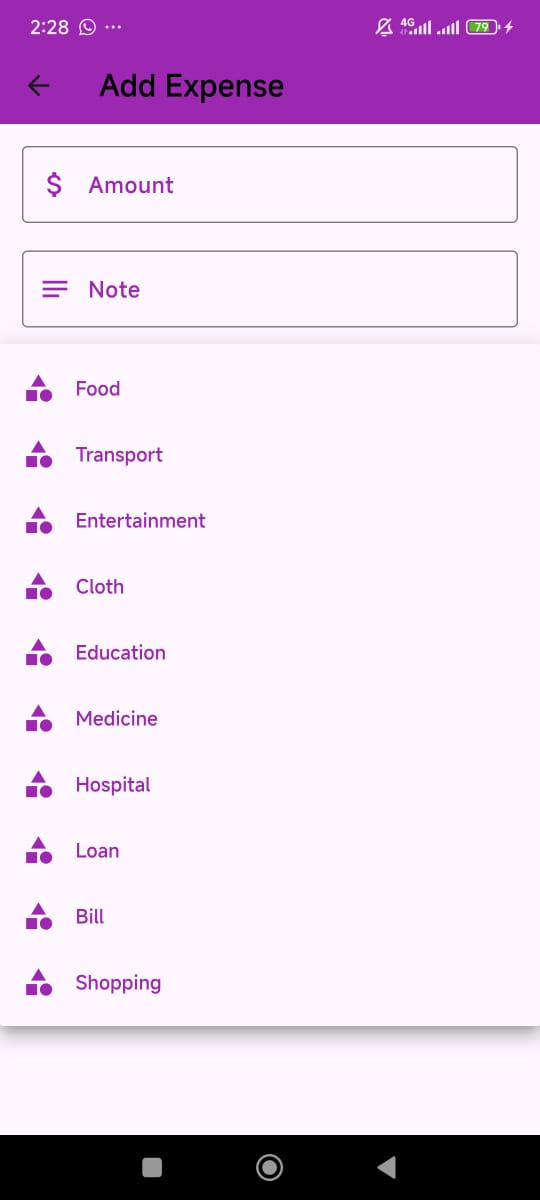 2:28
4G
79
Add Expense
$ Amount
Note
Food
Transport
Entertainment
Cloth
Education
Medicine
Hospital
Loan
Bill
Shopping